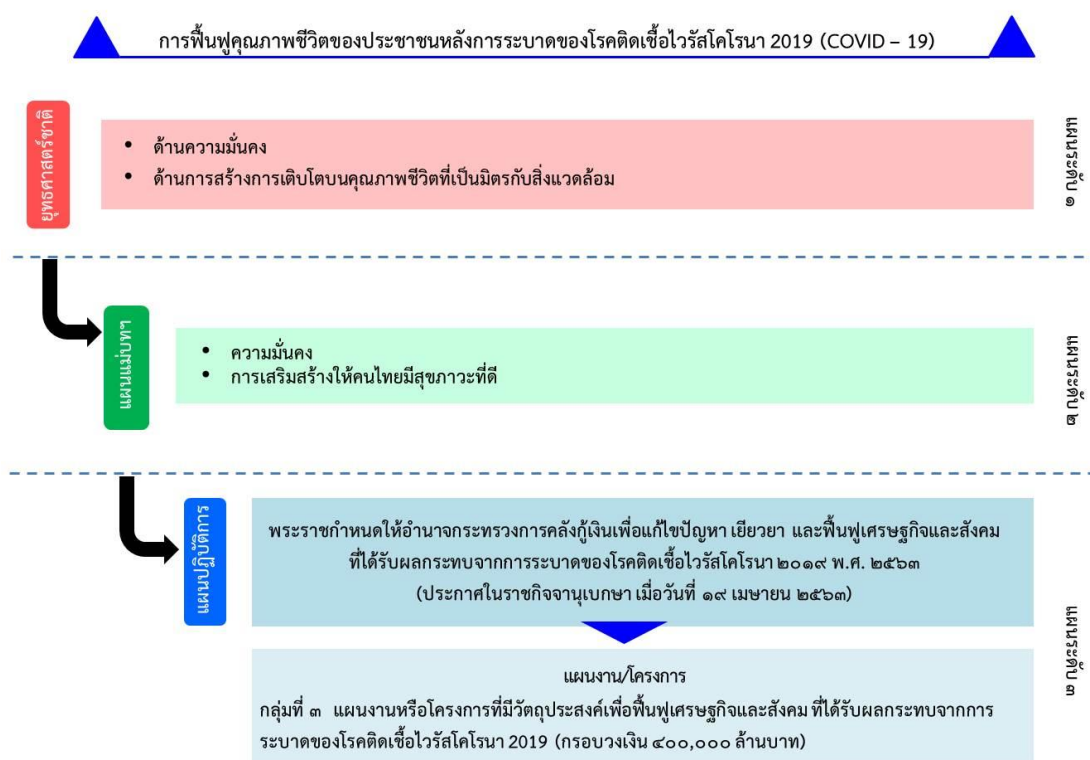 การฟื้นฟูคุณภาพชีวิตของประชาชนหลังการระบาดของโรคติดเชื้อไวรัสโคโรนา 2019 (COVID – 19)
ยุทธศาสตร์ชาติ
• ด้านความมั่นคง
• ด้านการสร้างการเติบโตบนคุณภาพชีวิตที่เป็นมิตรกับสิ่งแวดล้อม
แผนระดับ ๑
แผนแม่บทฯ
• ความมั่นคง
• การเสริมสร้างให้คนไทยมีสุขภาวะที่ดี
แผนระดับ ๒
แผนปฏิบัติการ
พระราชกำหนดให้อำนาจกระทรวงการคลังกู้เงินเพื่อแก้ไขปัญหา เยียวยา และฟื้นฟูเศรษฐกิจและสังคม
ที่ได้รับผลกระทบจากการระบาดของโรคติดเชื้อไวรัสโคโรนา ๒๐๑๙ พ.ศ. ๒๕๖๓
(ประกาศในราชกิจจานุเบกษา เมื่อวันที่ ๑๙ เมษายน ๒๕๖๓)
แผนระดับ ๓
แผนงาน/โครงการ
กลุ่มที่ ๓ แผนงานหรือโครงการที่มีวัตถุประสงค์เพื่อฟื้นฟูเศรษฐกิจและสังคม ที่ได้รับผลกระทบจากการ
ระบาดของโรคติดเชื้อไวรัสโคโรนา 2019 (กรอบวงเงิน ๔๐๐,๐๐๐ ล้านบาท)